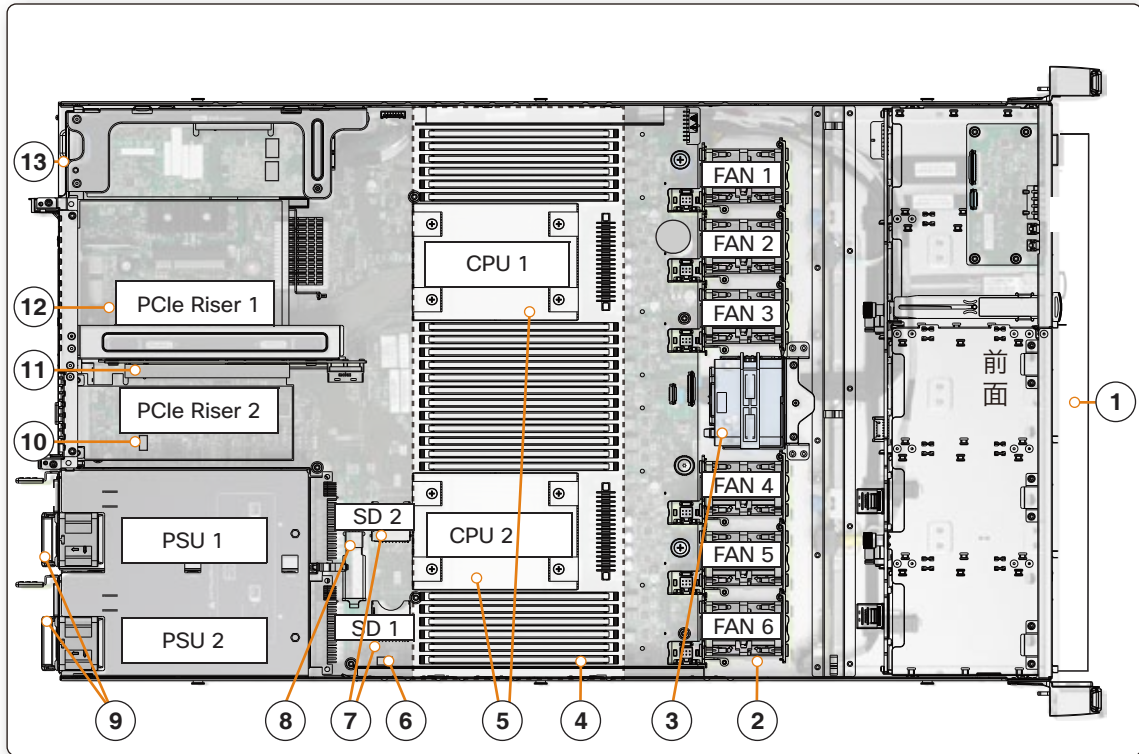 FAN 1
13
FAN 2
CPU 1
12
PCIe Riser 1
FAN 3
11
前
面
1
PCIe Riser 2
10
FAN 4
SD 2
PSU 1
CPU 2
FAN 5
SD 1
PSU 2
FAN 6
9
8
7
6
5
4
3
2